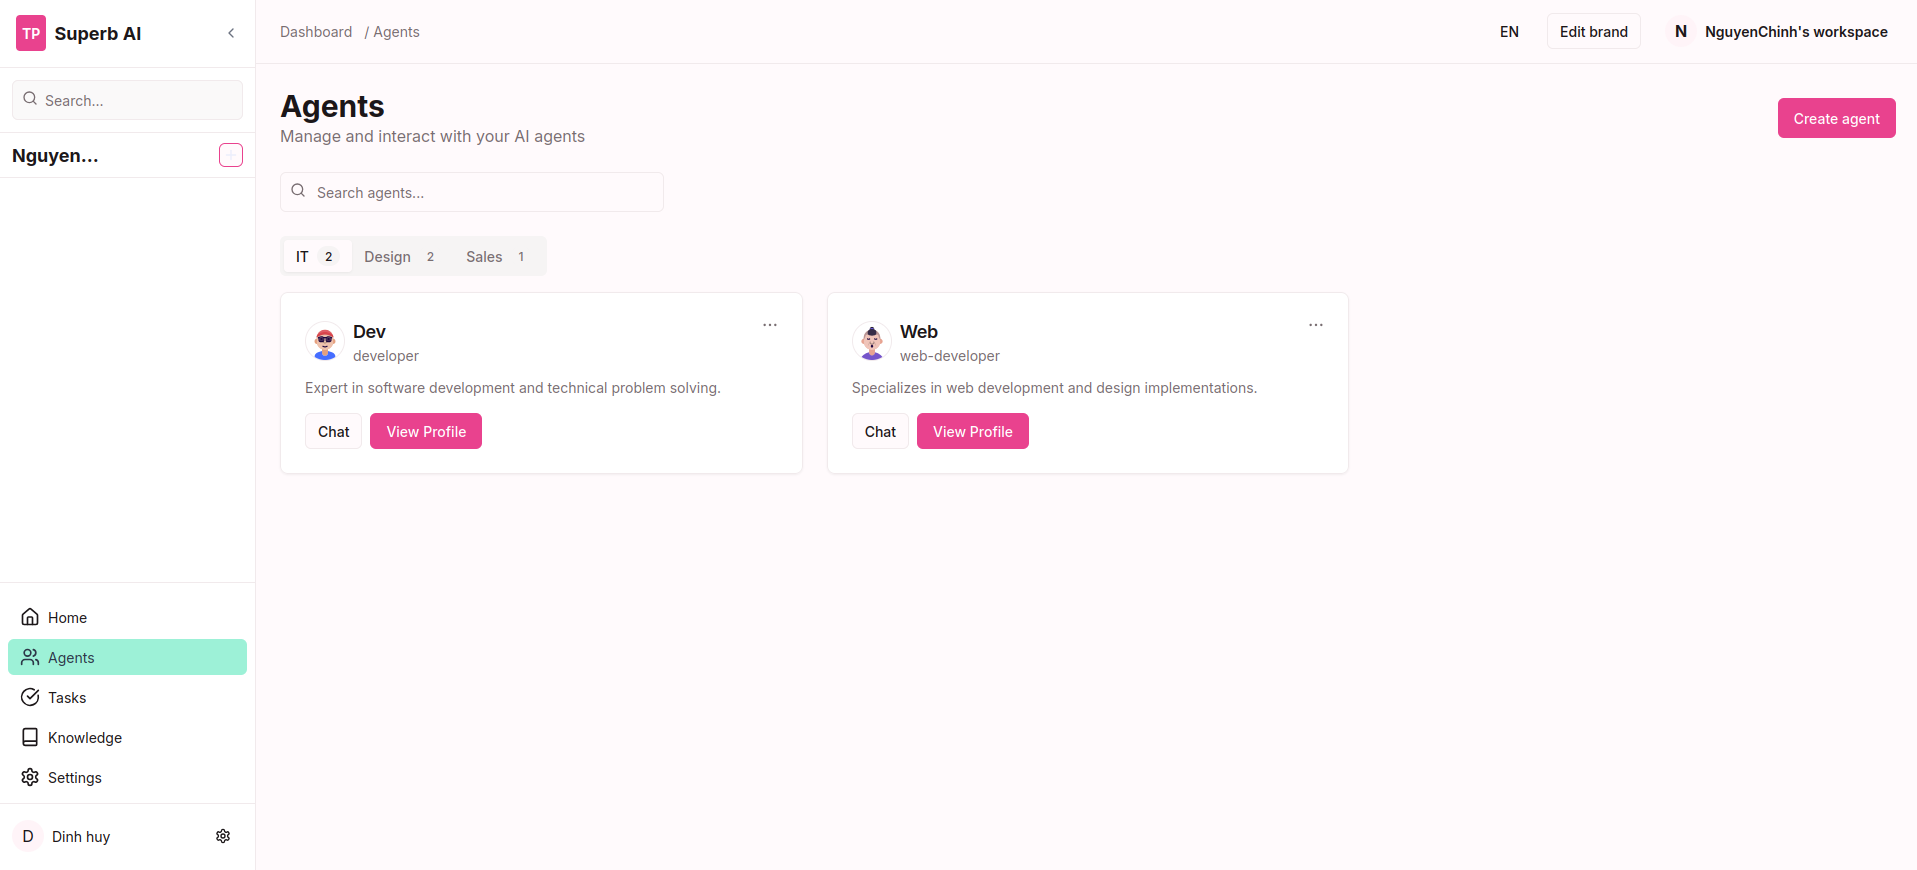 TP Superb AI
Search...
Nguyen...
Home
Agents
Tasks
Knowledge
Settings
D Dinh huy
Dashboard / Agents
EN Edit brand N NguyenChinh's workspace
Agents
Manage and interact with your AI agents
Create agent
Search agents...
IT 2 Design 2 Sales 1
Dev
developer
Expert in software development and technical problem solving.
Chat View Profile
Web
web-developer
Specializes in web development and design implementations.
Chat View Profile